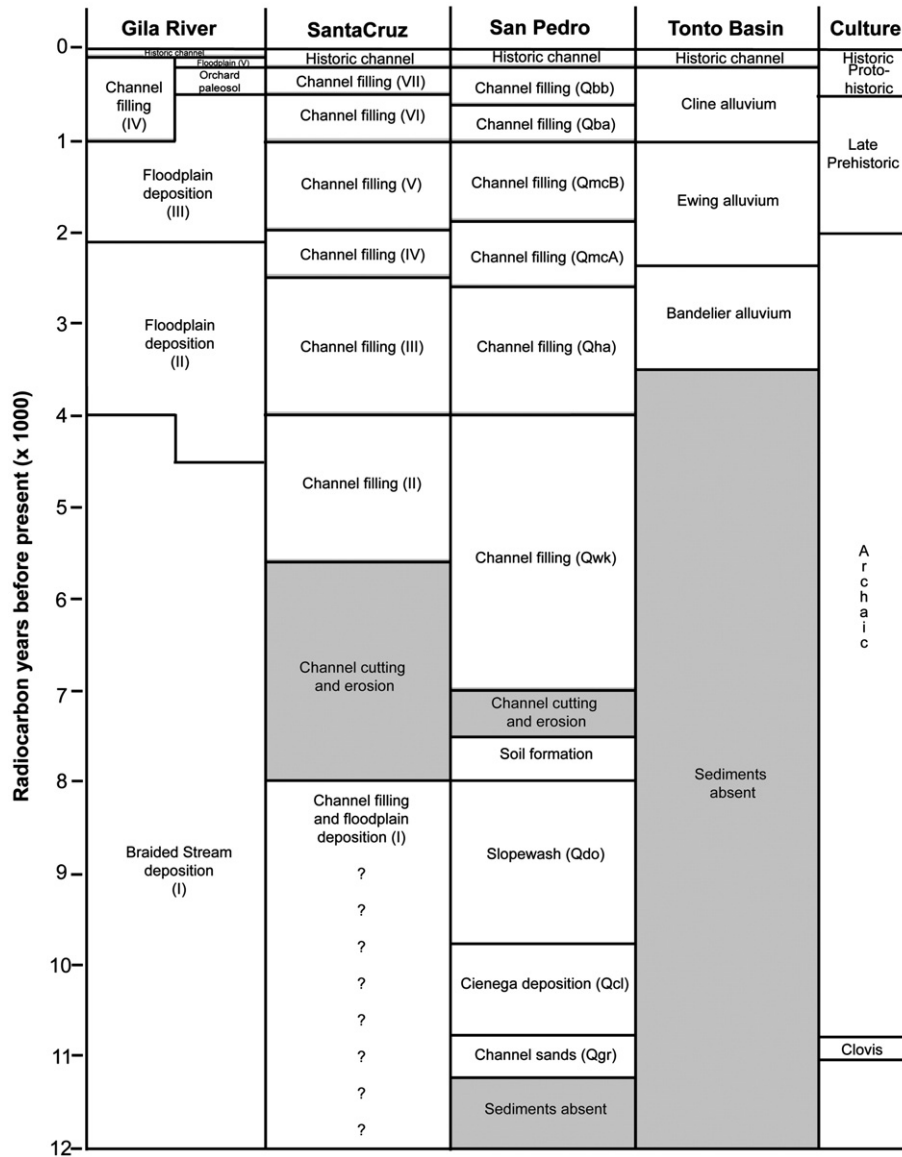 Gila River
SantaCruz
San Pedro
Tonto Basin
Culture
Radiocarbon years before present (x 1000)
0
1
2
3
4
5
6
7
8
9
10
11
12
Historic channel
Floodplain (V)
Orchard
paleosol
Channel
filling
(IV)
Floodplain
deposition
(III)
Floodplain
deposition
(II)
Braided Stream
deposition
(I)
Historic channel
Channel filling (VII)
Channel filling (VI)
Channel filling (V)
Channel filling (IV)
Channel filling (III)
Channel filling (II)
Channel cutting
and erosion
Channel filling
and floodplain
deposition (I)
?
?
?
?
?
?
?
?
Historic channel
Channel filling (Qbb)
Channel filling (Qba)
Channel filling (QmcB)
Channel filling (QmcA)
Channel filling (Qha)
Channel filling (Qwk)
Channel cutting
and erosion
Soil formation
Slopewash (Qdo)
Cienega deposition (Qcl)
Channel sands (Qgr)
Sediments absent
Historic channel
Cline alluvium
Ewing alluvium
Bandelier alluvium
Sediments
absent
Historic
Proto-
historic
Late
Prehistoric
Archaic
Clovis